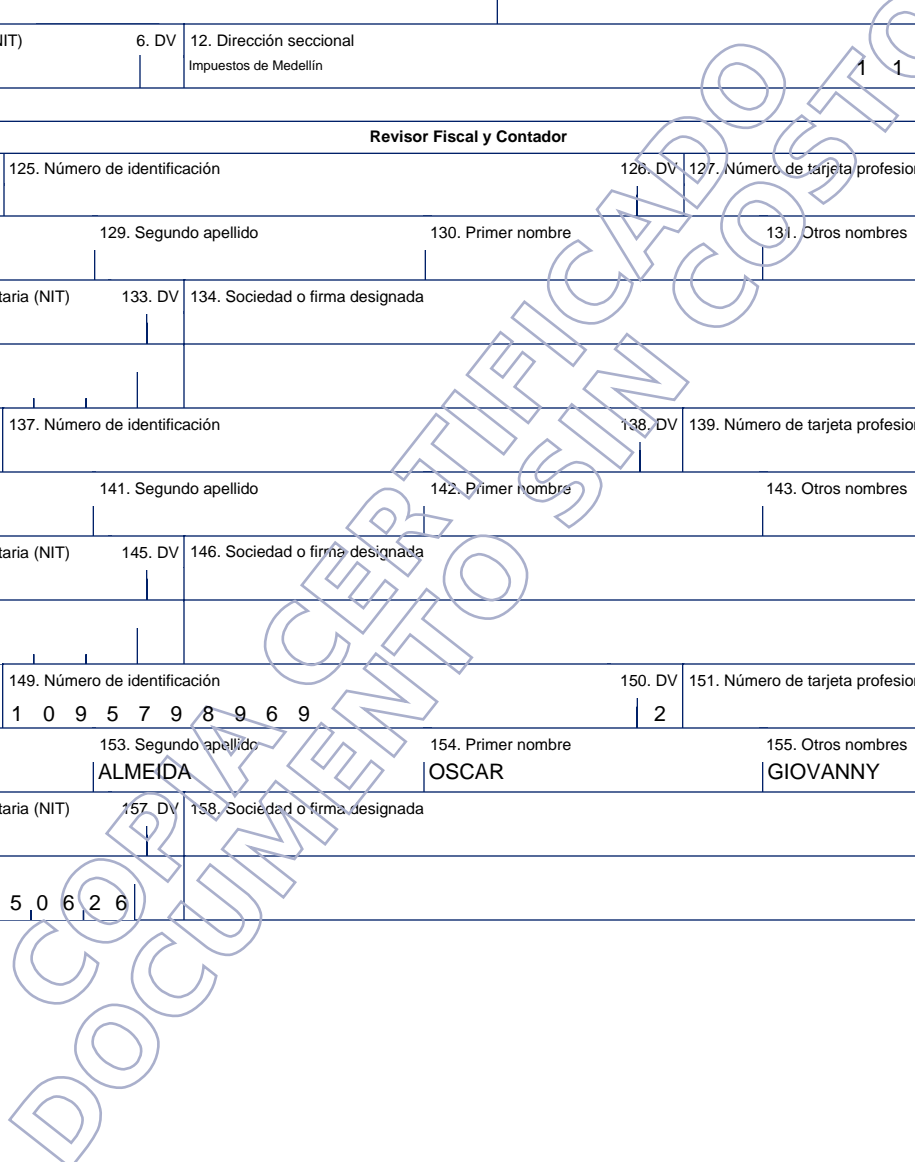 IIT) 6. DV 12. Dirección seccional
Impuestos de Medellín 1 1
Revisor Fiscal y Contador
125. Número de identificación 126. DV 127. Número de tarjeta profesion
129. Segundo apellido 130. Primer nombre 131. Otros nombres
taria (NIT) 133. DV 134. Sociedad o firma designada
137. Número de identificación 138. DV 139. Número de tarjeta profesion
141. Segundo apellido 142. Primer nombre 143. Otros nombres
taria (NIT) 145. DV 146. Sociedad o firma designada
149. Número de identificación 150. DV 151. Número de tarjeta profesion
1 0 9 5 7 9 8 9 6 9 2
153. Segundo apellido 154. Primer nombre 155. Otros nombres
ALMEIDA OSCAR GIOVANNY
taria (NIT) 157. DV 158. Sociedad o firma designada
5 0 6 2 6
COPIA CERTIFICADO
DOCUMENTO SIN COSTO